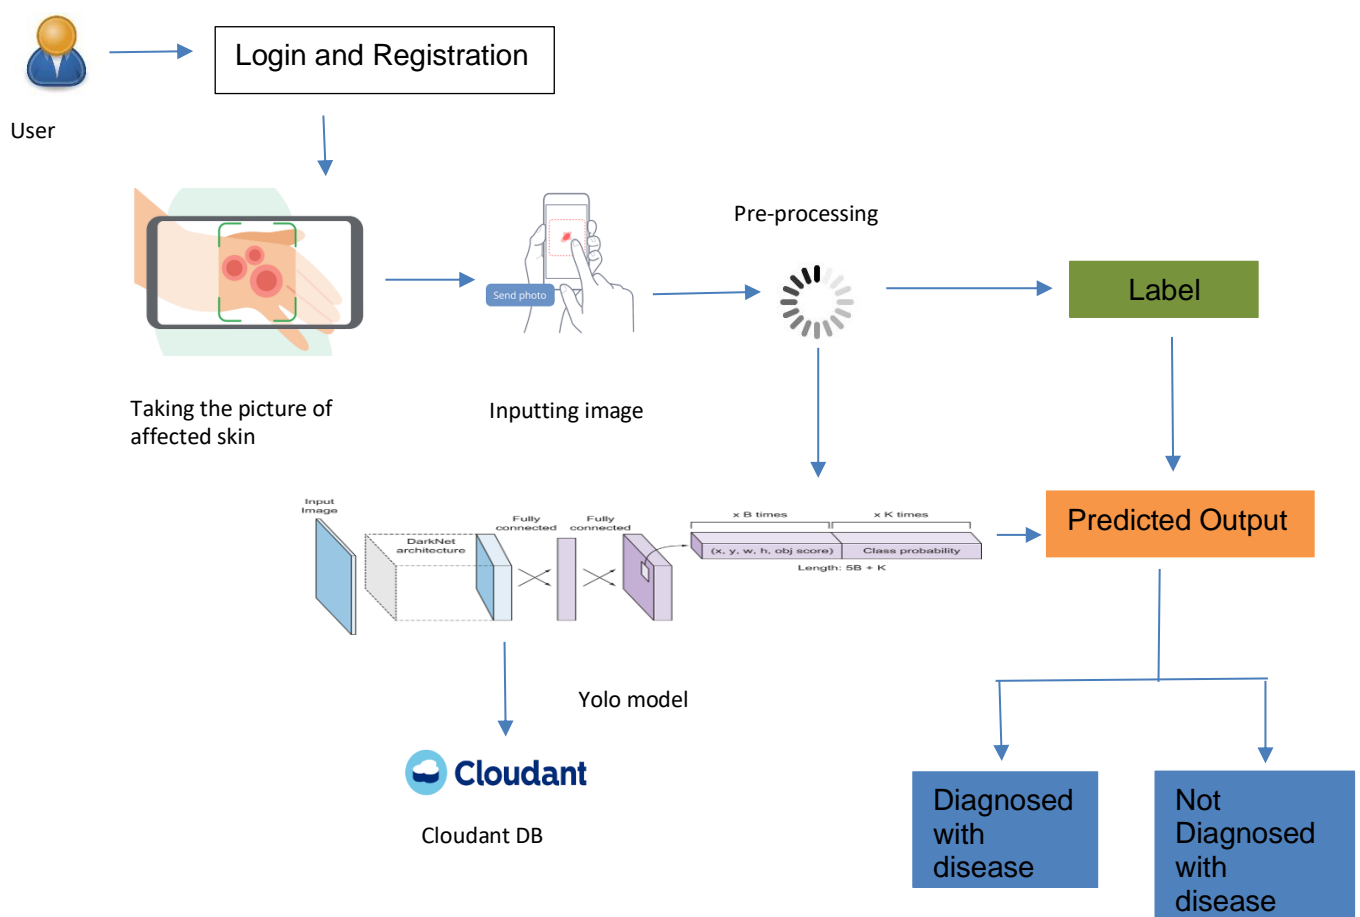 Login and Registration
User
Pre-processing
Send photo
Label
Taking the picture of
affected skin
Inputting image
Input
Image
DarkNet
architecture
Fully
connected
Fully
connected
x B times
x K times
(x, y, w, h, obj score)
Class probability
Length: 5B + K
Predicted Output
Yolo model
Cloudant
Cloudant DB
Diagnosed
with
disease
Not
Diagnosed
with
disease